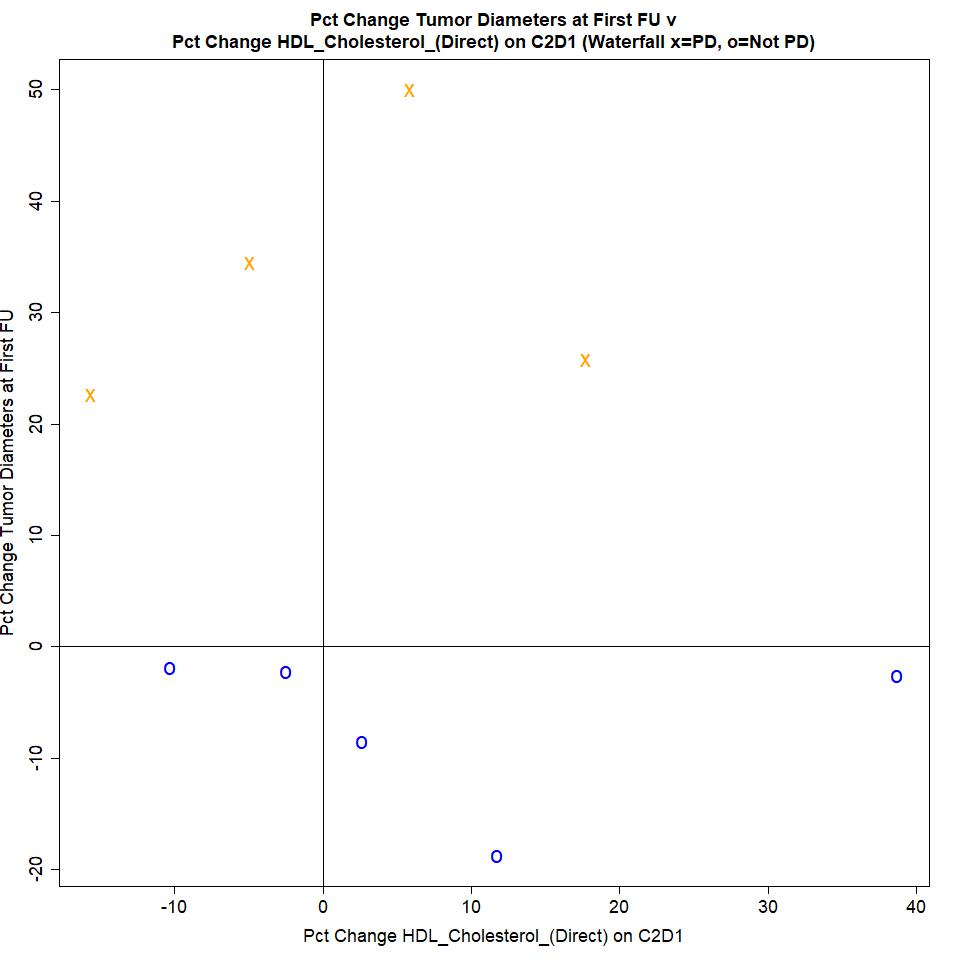 Pct Change Tumor Diameters at First FU v
Pct Change HDL_Cholesterol_(Direct) on C2D1 (Waterfall x=PD, o=Not PD)
Pct Change Tumor Diameters at First FU
50
40
30
20
10
0
-10
-20
X
X
X
X
O
O
O
O
O
-10
0
10
20
30
40
Pct Change HDL_Cholesterol_(Direct) on C2D1